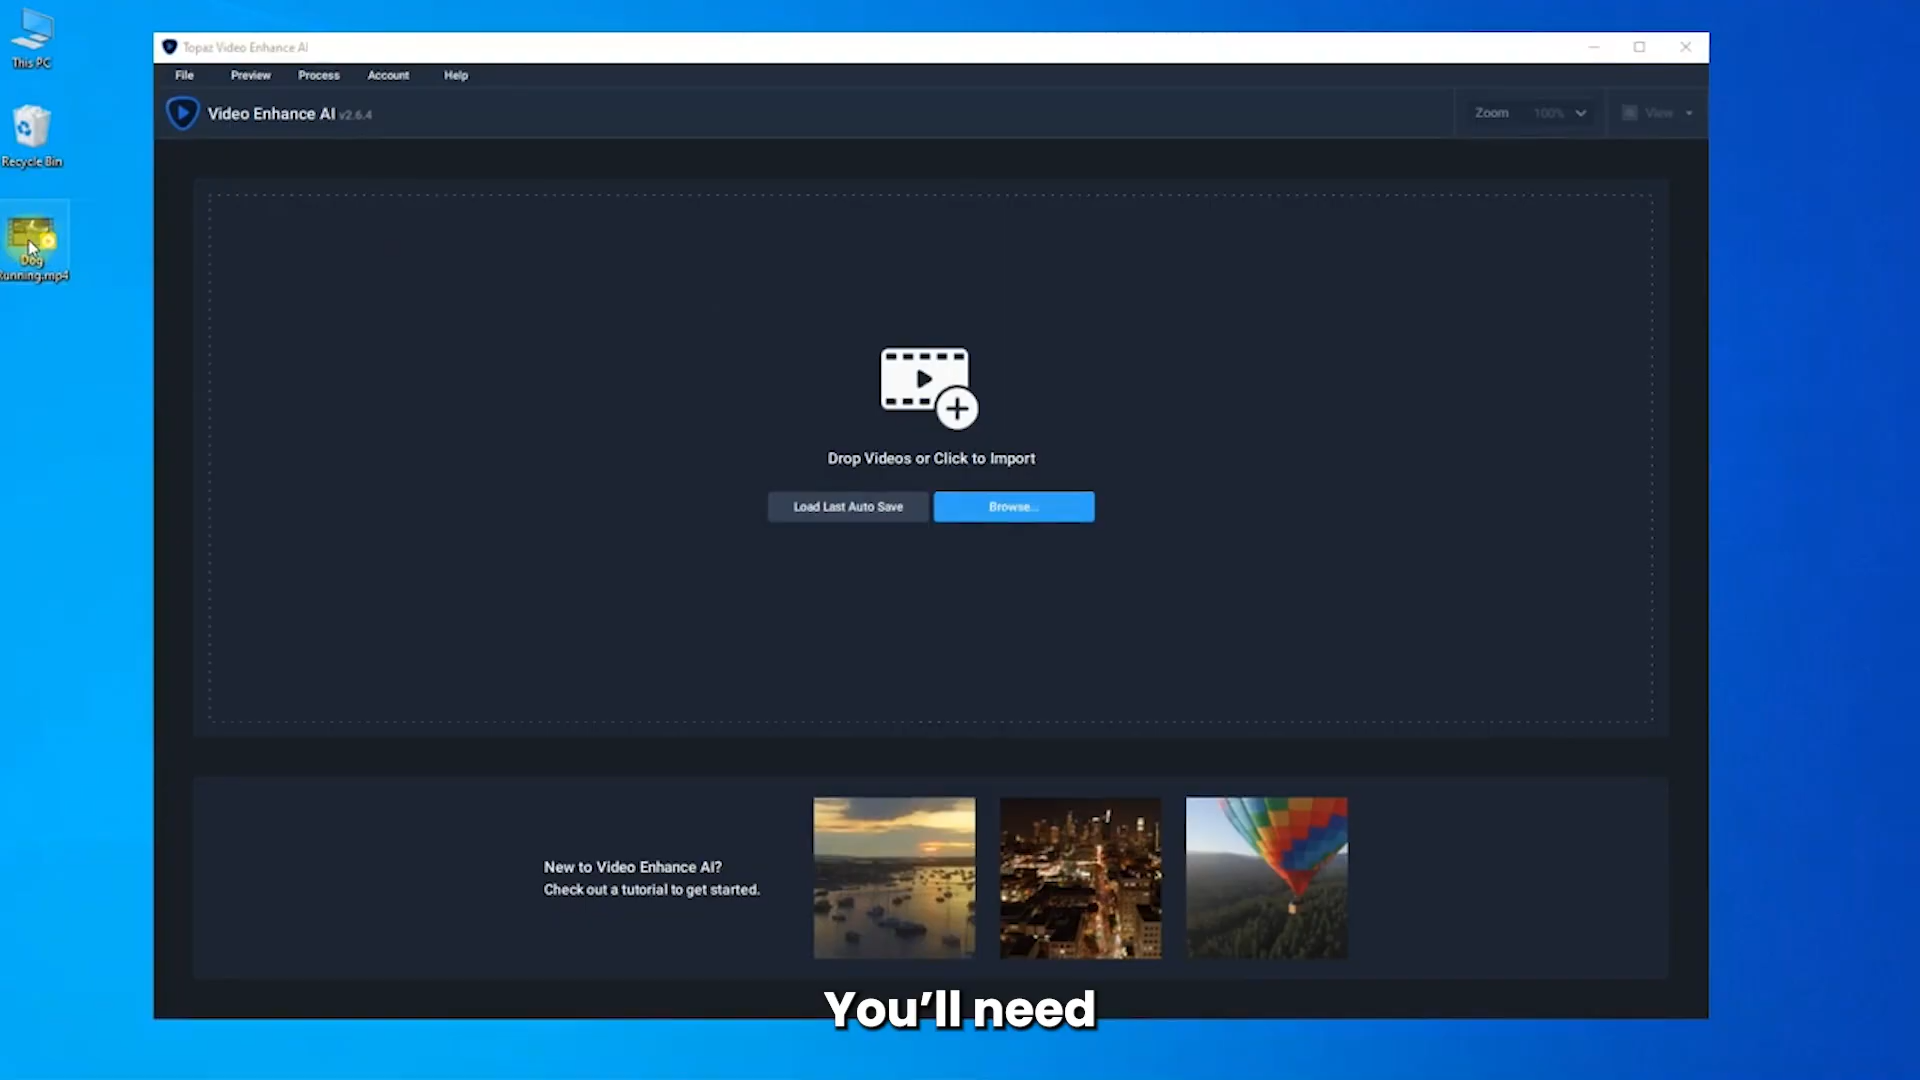 This PC
Recycle Bin
Dog
Running.mp4
Topaz Video Enhance AI
File Preview Process Account Help
Video Enhance AI v2.6.4
Zoom 100% View
Drop Videos or Click to Import
Load Last Auto Save Browse...
New to Video Enhance AI?
Check out a tutorial to get started.
You'll need